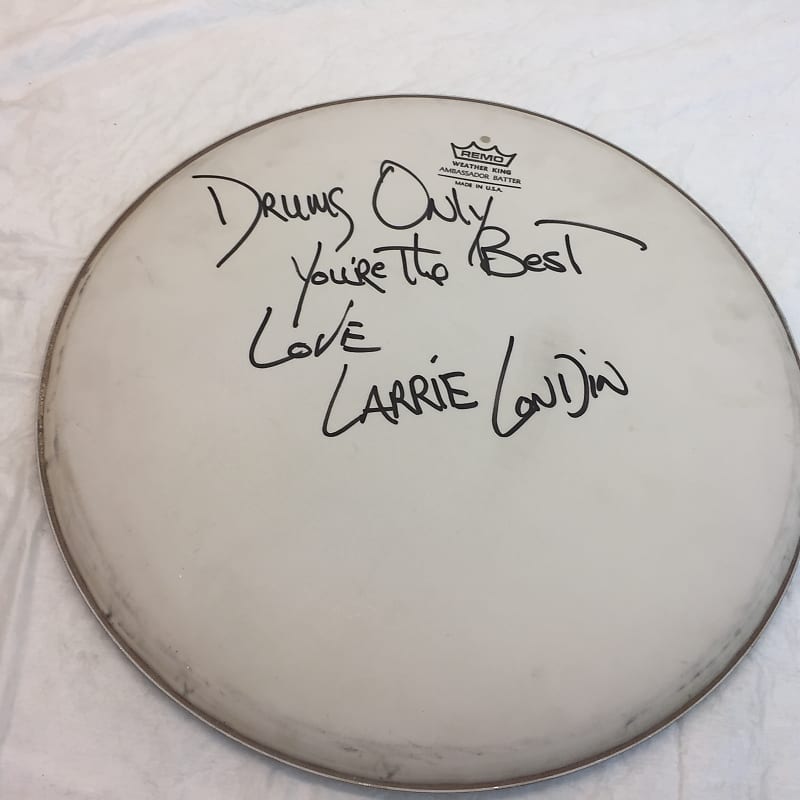 REMO
WEATHER KING
AMBASSADOR BATTER
MADE IN U.S.A.
DRUMS ONLY
YOU'RE THE BEST
LOVE
LARRIE LONDIN